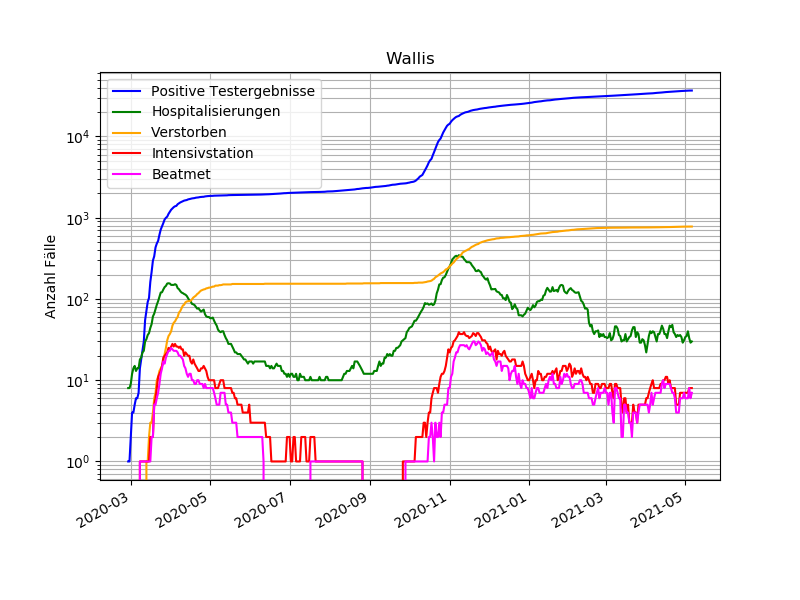 Wallis
Positive Testergebnisse
Hospitalisierungen
Verstorben
Intensivstation
Beatmet
Anzahl Fälle
10^4
10^3
10^2
10^1
10^0
2020-03 2020-05 2020-07 2020-09 2020-11 2021-01 2021-03 2021-05